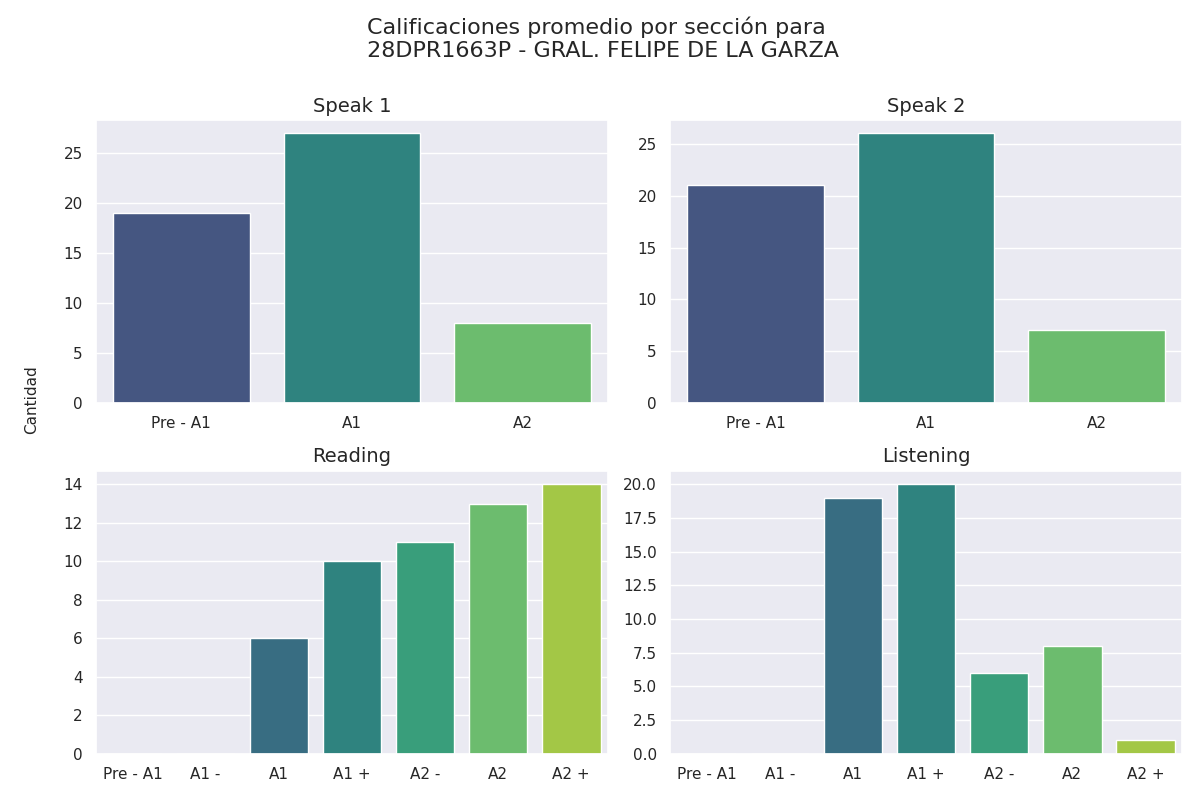 Calificaciones promedio por sección para
28DPR1663P - GRAL. FELIPE DE LA GARZA
Cantidad
Speak 1
25
20
15
10
5
0
Pre - A1 A1 A2
Speak 2
25
20
15
10
5
0
Pre - A1 A1 A2
Reading
14
12
10
8
6
4
2
0
Pre - A1 A1 - A1 A1 + A2 - A2 A2 +
Listening
20.0
17.5
15.0
12.5
10.0
7.5
5.0
2.5
0.0
Pre - A1 A1 - A1 A1 + A2 - A2 A2 +